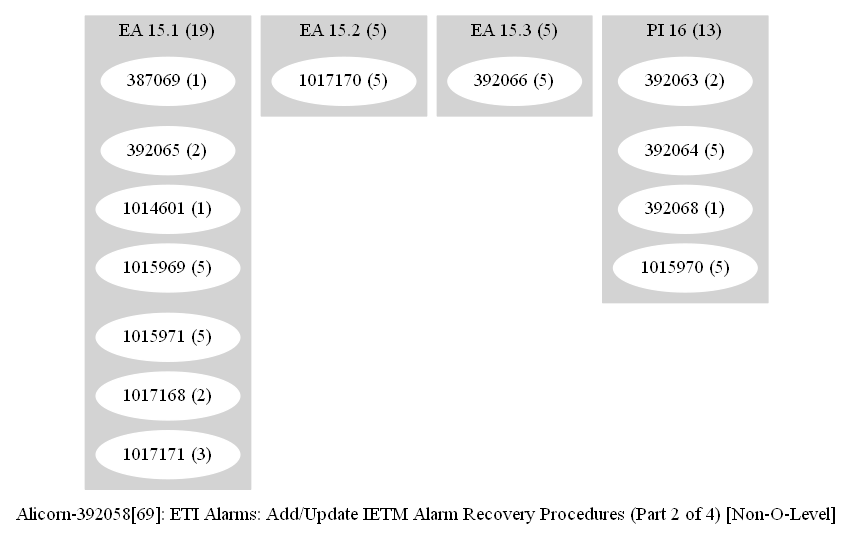 EA 15.1 (19)
387069 (1)
392065 (2)
1014601 (1)
1015969 (5)
1015971 (5)
1017168 (2)
1017171 (3)
EA 15.2 (5)
1017170 (5)
EA 15.3 (5)
392066 (5)
PI 16 (13)
392063 (2)
392064 (5)
392068 (1)
1015970 (5)
Alicorn-392058[69]: ETI Alarms: Add/Update IETM Alarm Recovery Procedures (Part 2 of 4) [Non-O-Level]